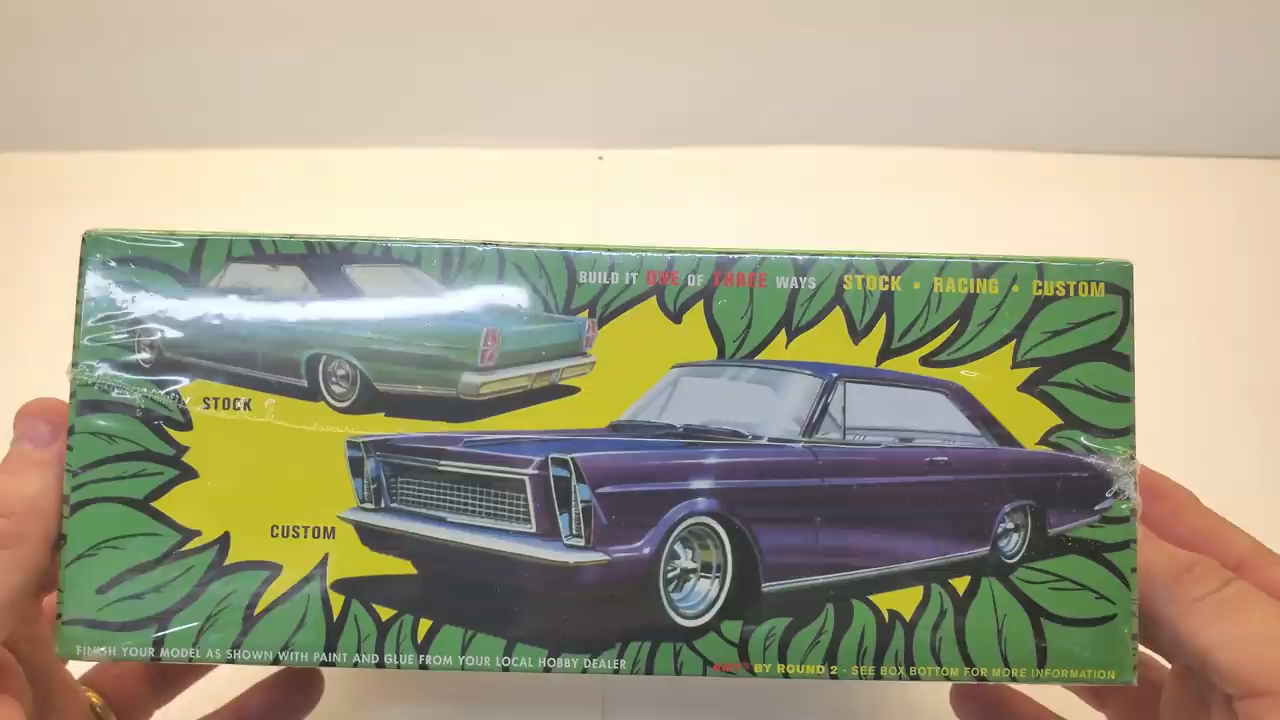 BUILD IT ONE OF THREE WAYS STOCK • RACING • CUSTOM
STOCK
CUSTOM
FINISH YOUR MODEL AS SHOWN WITH PAINT AND GLUE FROM YOUR LOCAL HOBBY DEALER
AMT® BY ROUND 2 - SEE BOX BOTTOM FOR MORE INFORMATION